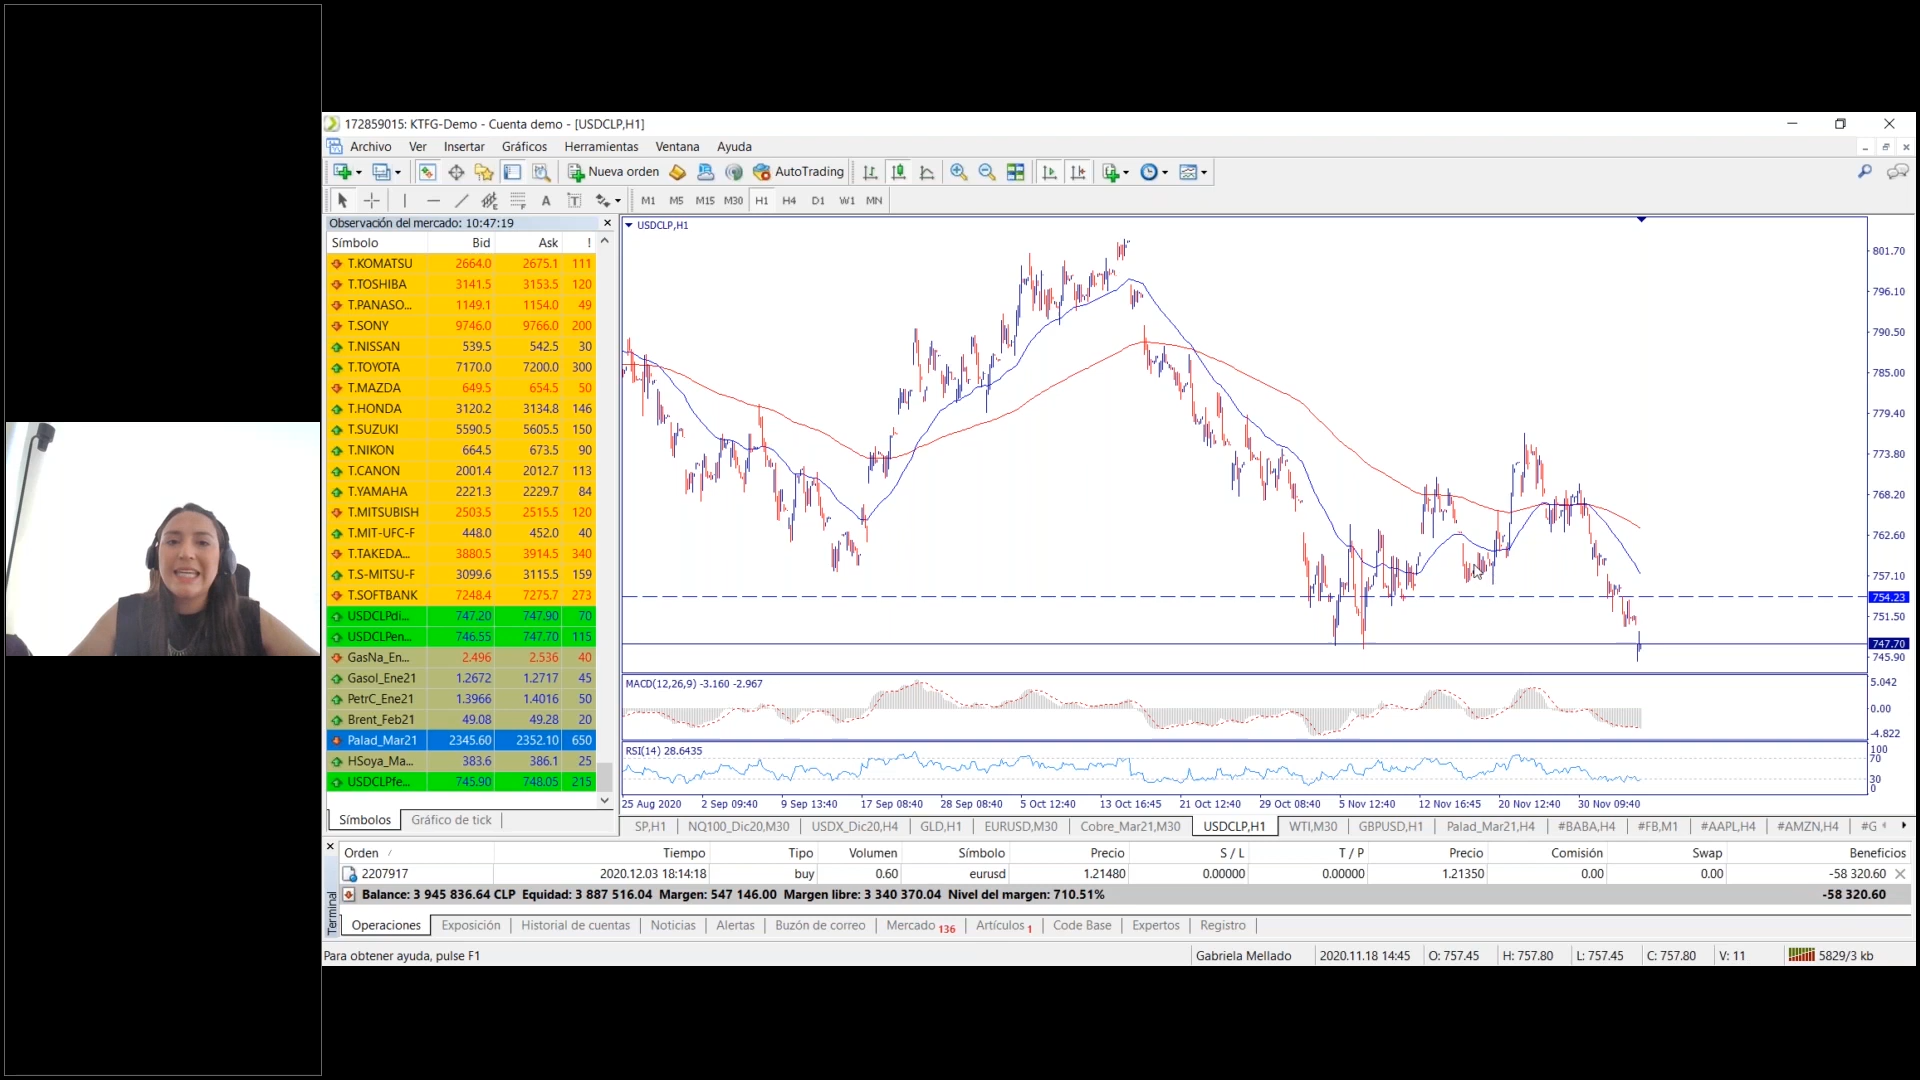 172859015: KTFG-Demo - Cuenta demo - [USDCLP,H1]
Archivo Ver Insertar Gráficos Herramientas Ventana Ayuda
Nueva orden AutoTrading
A T M1 M5 M15 M30 H1 H4 D1 W1 MN
Observación del mercado: 10:47:19
Símbolo Bid Ask !
T.KOMATSU 2664.0 2675.1 111
T.TOSHIBA 3141.5 3153.5 120
T.PANASO... 1149.1 1154.0 49
T.SONY 9746.0 9766.0 200
T.NISSAN 539.5 542.5 30
T.TOYOTA 7170.0 7200.0 300
T.MAZDA 649.5 654.5 50
T.HONDA 3120.2 3134.8 146
T.SUZUKI 5590.5 5605.5 150
T.NIKON 664.5 673.5 90
T.CANON 2001.4 2012.7 113
T.YAMAHA 2221.3 2229.7 84
T.MITSUBISH 2503.5 2515.5 120
T.MIT-UFC-F 448.0 452.0 40
T.TAKEDA... 3880.5 3914.5 340
T.S-MITSU-F 3099.6 3115.5 159
T.SOFTBANK 7248.4 7275.7 273
USDCLPdi... 747.20 747.90 70
USDCLPen... 746.55 747.70 115
GasNa_En... 2.496 2.536 40
Gasol_Ene21 1.2672 1.2717 45
PetrC_Ene21 1.3966 1.4016 50
Brent_Feb21 49.08 49.28 20
Palad_Mar21 2345.60 2352.10 650
HSoya_Ma... 383.6 386.1 25
USDCLPfe... 745.90 748.05 215
Símbolos Gráfico de tick
USDCLP,H1
801.70
796.10
790.50
785.00
779.40
773.80
768.20
762.60
757.10
754.23
751.50
747.70
745.90
MACD(12,26,9) -3.160 -2.967
5.042
0.00
-4.822
RSI(14) 28.6435
100
70
30
0
25 Aug 2020 2 Sep 09:40 9 Sep 13:40 17 Sep 08:40 28 Sep 08:40 5 Oct 12:40 13 Oct 16:45 21 Oct 12:40 29 Oct 08:40 5 Nov 12:40 12 Nov 16:45 20 Nov 12:40 30 Nov 09:40
SP,H1 NQ100_Dic20,M30 USDX_Dic20,H4 GLD,H1 EURUSD,M30 Cobre_Mar21,M30 USDCLP,H1 WTI,M30 GBPUSD,H1 Palad_Mar21,H4 #BABA,H4 #FB,M1 #AAPL,H4 #AMZN,H4 #G
Orden Tiempo Tipo Volumen Símbolo Precio S / L T / P Precio Comisión Swap Beneficios
2207917 2020.12.03 18:14:18 buy 0.60 eurusd 1.21480 0.00000 0.00000 1.21350 0.00 0.00 -58 320.60
Balance: 3 945 836.64 CLP Equidad: 3 887 516.04 Margen: 547 146.00 Margen libre: 3 340 370.04 Nivel del margen: 710.51% -58 320.60
Terminal
Operaciones Exposición Historial de cuentas Noticias Alertas Buzón de correo Mercado 136 Artículos 1 Code Base Expertos Registro
Para obtener ayuda, pulse F1 Gabriela Mellado 2020.11.18 14:45 O: 757.45 H: 757.80 L: 757.45 C: 757.80 V: 11 5829/3 kb